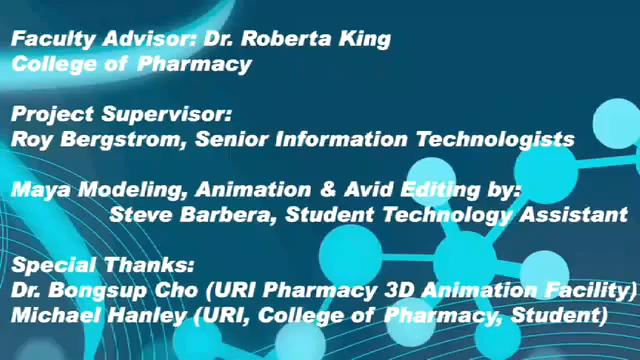 Faculty Advisor: Dr. Roberta King
College of Pharmacy
Project Supervisor:
Roy Bergstrom, Senior Information Technologists
Maya Modeling, Animation & Avid Editing by:
Steve Barbera, Student Technology Assistant
Special Thanks:
Dr. Bongsup Cho (URI Pharmacy 3D Animation Facility)
Michael Hanley (URI, College of Pharmacy, Student)